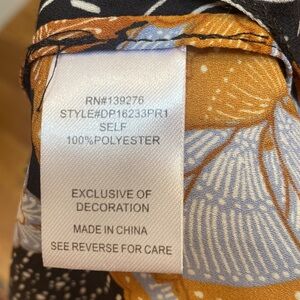 RN#139276
STYLE#DP16233PR1
SELF
100%POLYESTER
EXCLUSIVE OF
DECORATION
MADE IN CHINA
SEE REVERSE FOR CARE